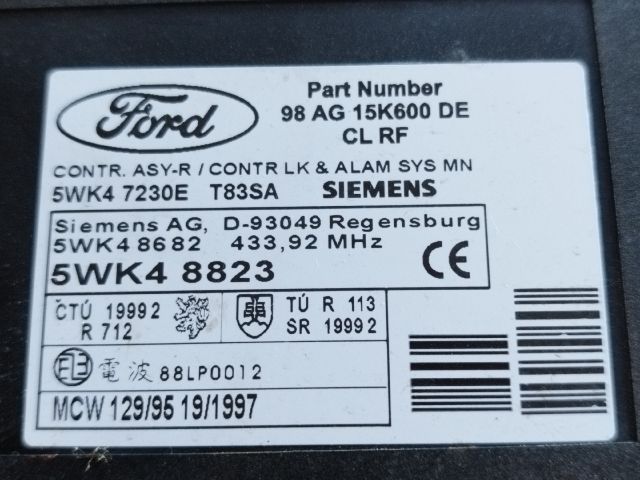 Ford
Part Number
98 AG 15K600 DE
CL RF
CONTR. ASY-R / CONTR LK & ALAM SYS MN
5WK4 7230E T83SA SIEMENS
Siemens AG, D-93049 Regensburg
5WK4 8682 433,92 MHz
5WK4 8823 CE
ČTÚ 1999 2
R 712
TÚ R 113
SR 1999 2
電波 88LP0012
MCW 129/95 19/1997